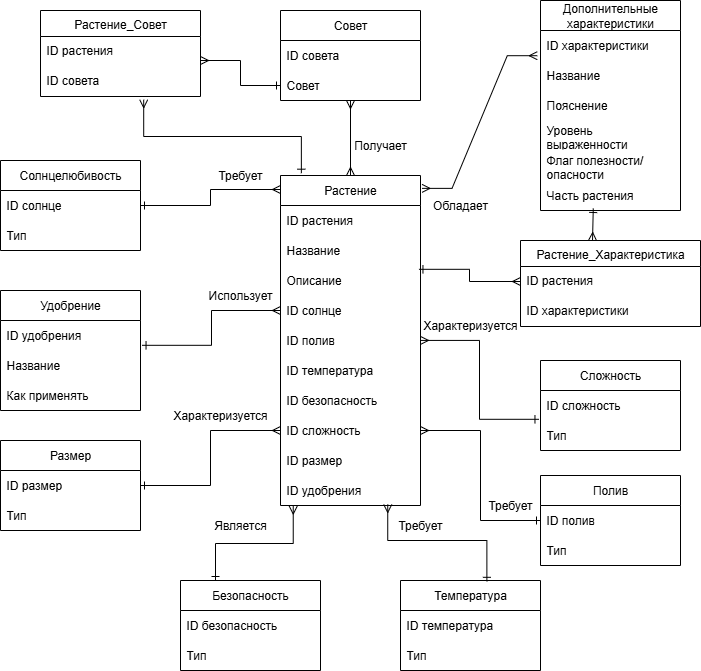 Растение_Совет
ID растения
ID совета
Совет
ID совета
Совет
Дополнительные
характеристики
ID характеристики
Название
Пояснение
Уровень
выраженности
Флаг полезности/
опасности
Часть растения
Получает
Обладает
Солнцелюбивость
ID солнце
Тип
Требует
Растение
ID растения
Название
Описание
ID солнце
ID полив
ID температура
ID безопасность
ID сложность
ID размер
ID удобрения
Растение_Характеристика
ID растения
ID характеристики
Удобрение
ID удобрения
Название
Как применять
Использует
Характеризуется
Сложность
ID сложность
Тип
Размер
ID размер
Тип
Характеризуется
Полив
ID полив
Тип
Требует
Является
Требует
Безопасность
ID безопасность
Тип
Температура
ID температура
Тип